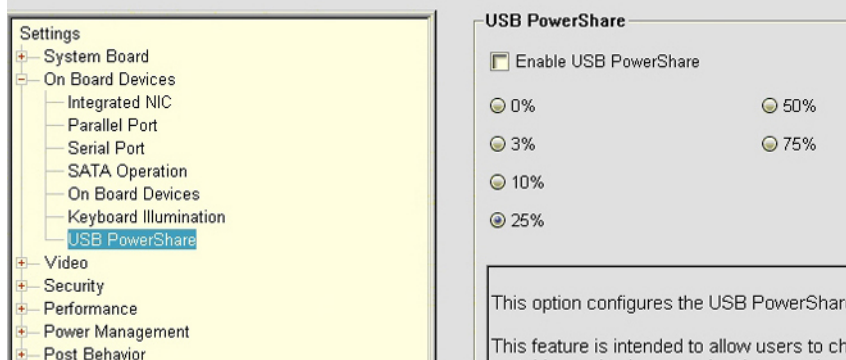 Settings
System Board
On Board Devices
Integrated NIC
Parallel Port
Serial Port
SATA Operation
On Board Devices
Keyboard Illumination
USB PowerShare
Video
Security
Performance
Power Management
Post Behavior
USB PowerShare
Enable USB PowerShare
0%
50%
3%
75%
10%
25%
This option configures the USB PowerShar
This feature is intended to allow users to ch